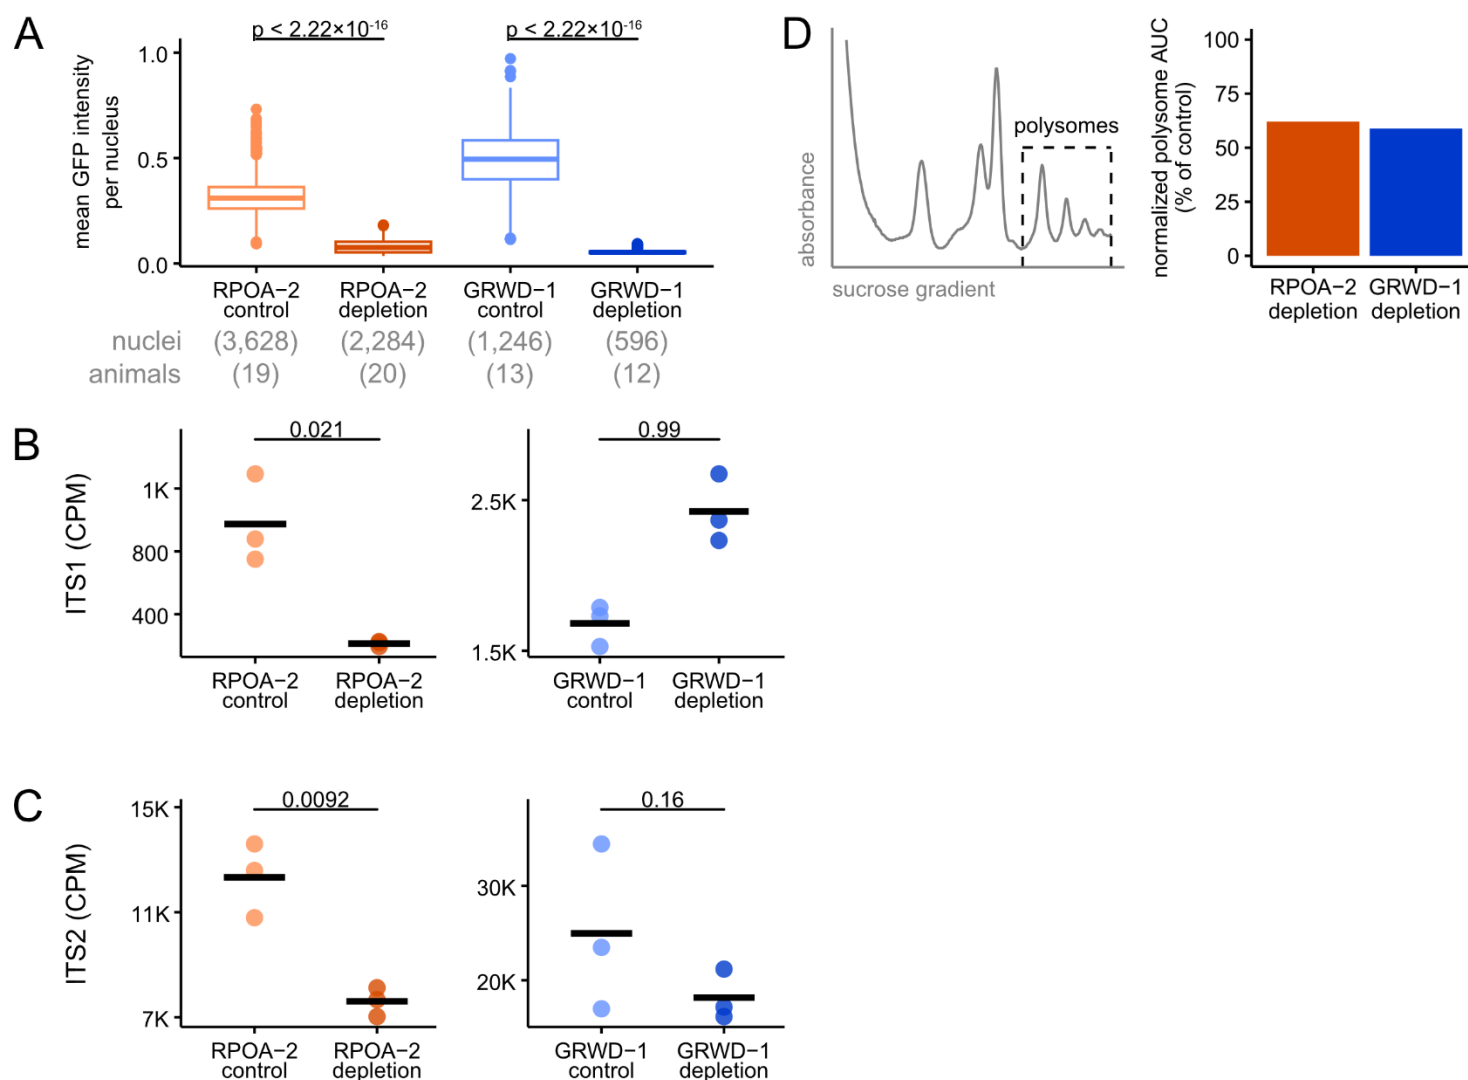 A
p < 2.22×10-16
p < 2.22×10-16
mean GFP intensity
per nucleus
1.0
0.5
0.0
RPOA−2
control
RPOA−2
depletion
GRWD−1
control
GRWD−1
depletion
nuclei (3,628) (2,284) (1,246) (596)
animals (19) (20) (13) (12)
D
absorbance
polysomes
sucrose gradient
normalized polysome AUC
(% of control)
100
75
50
25
0
RPOA−2
depletion
GRWD−1
depletion
B
ITS1 (CPM)
0.021
1K
800
400
RPOA−2
control
RPOA−2
depletion
0.99
2.5K
1.5K
GRWD−1
control
GRWD−1
depletion
C
ITS2 (CPM)
0.0092
15K
11K
7K
RPOA−2
control
RPOA−2
depletion
0.16
30K
20K
GRWD−1
control
GRWD−1
depletion